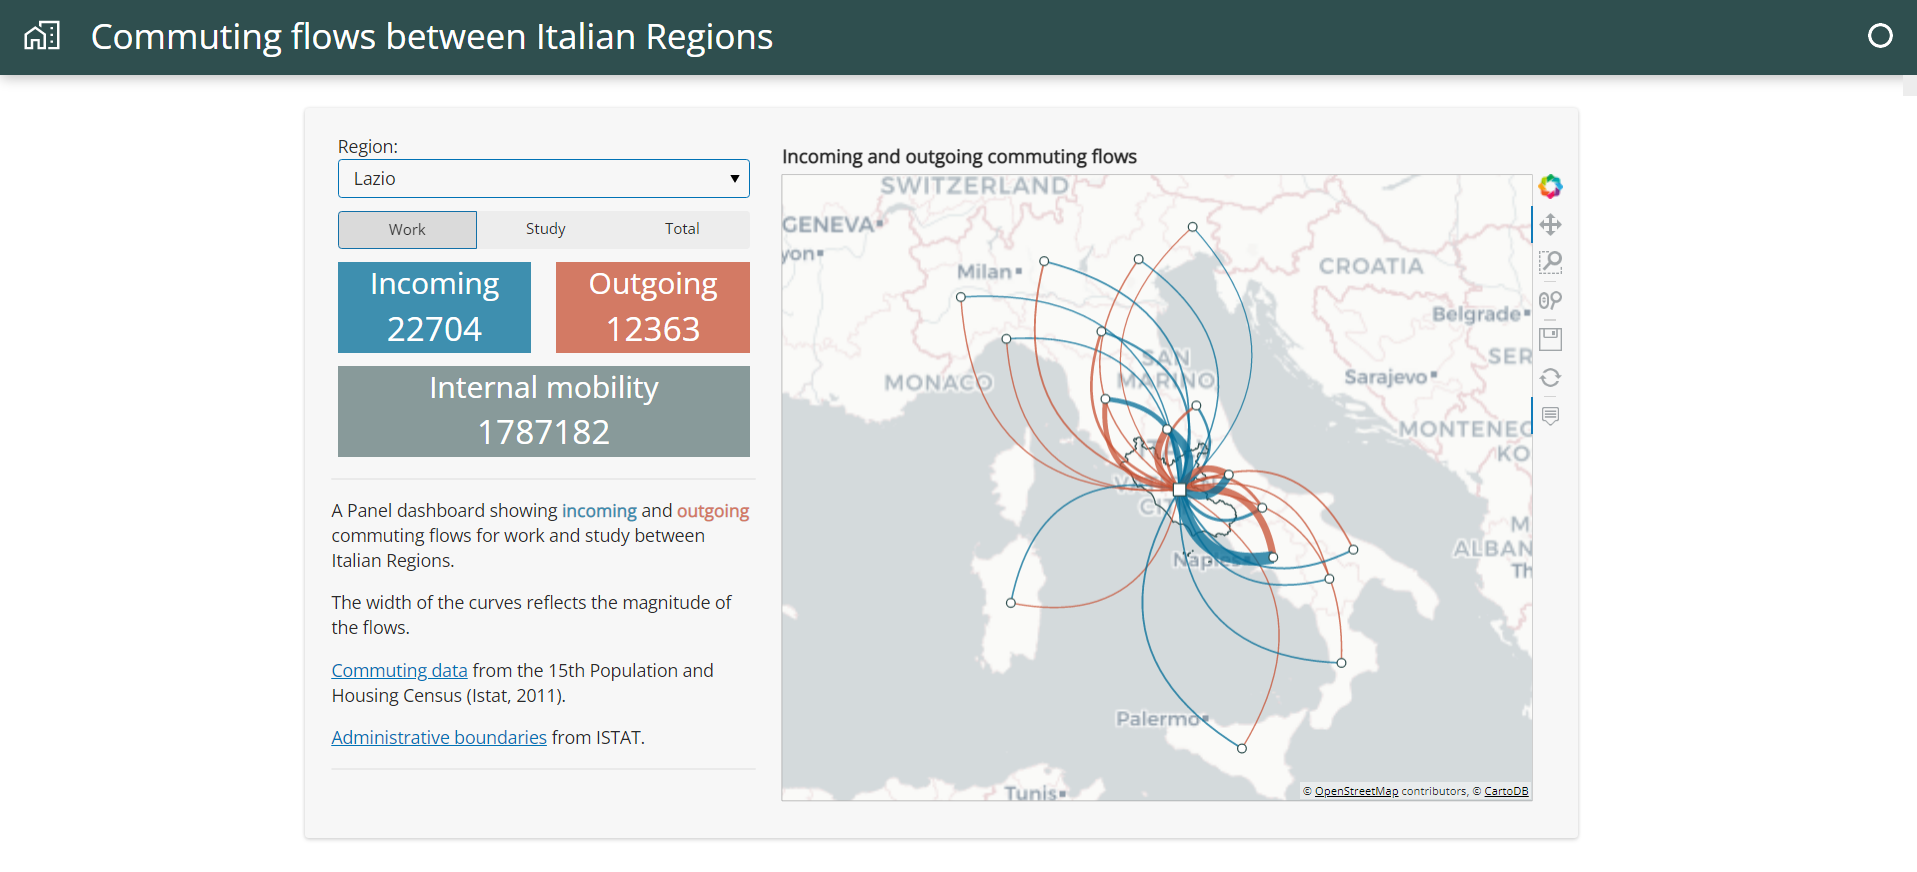 Commuting flows between Italian Regions
Region:
Lazio
Work Study Total
Incoming
22704
Outgoing
12363
Internal mobility
1787182
A Panel dashboard showing incoming and outgoing
commuting flows for work and study between
Italian Regions.
The width of the curves reflects the magnitude of
the flows.
Commuting data from the 15th Population and
Housing Census (Istat, 2011).
Administrative boundaries from ISTAT.
Incoming and outgoing commuting flows
SWITZERLAND
GENEVA
yon
Milan
CROATIA
Belgrade
SER
SAN
MARINO
MONACO
Sarajevo
MONTENEG
KO
CIT
Naples
M
ALBAN
Th
Palermo
Tunis
© OpenStreetMap contributors, © CartoDB